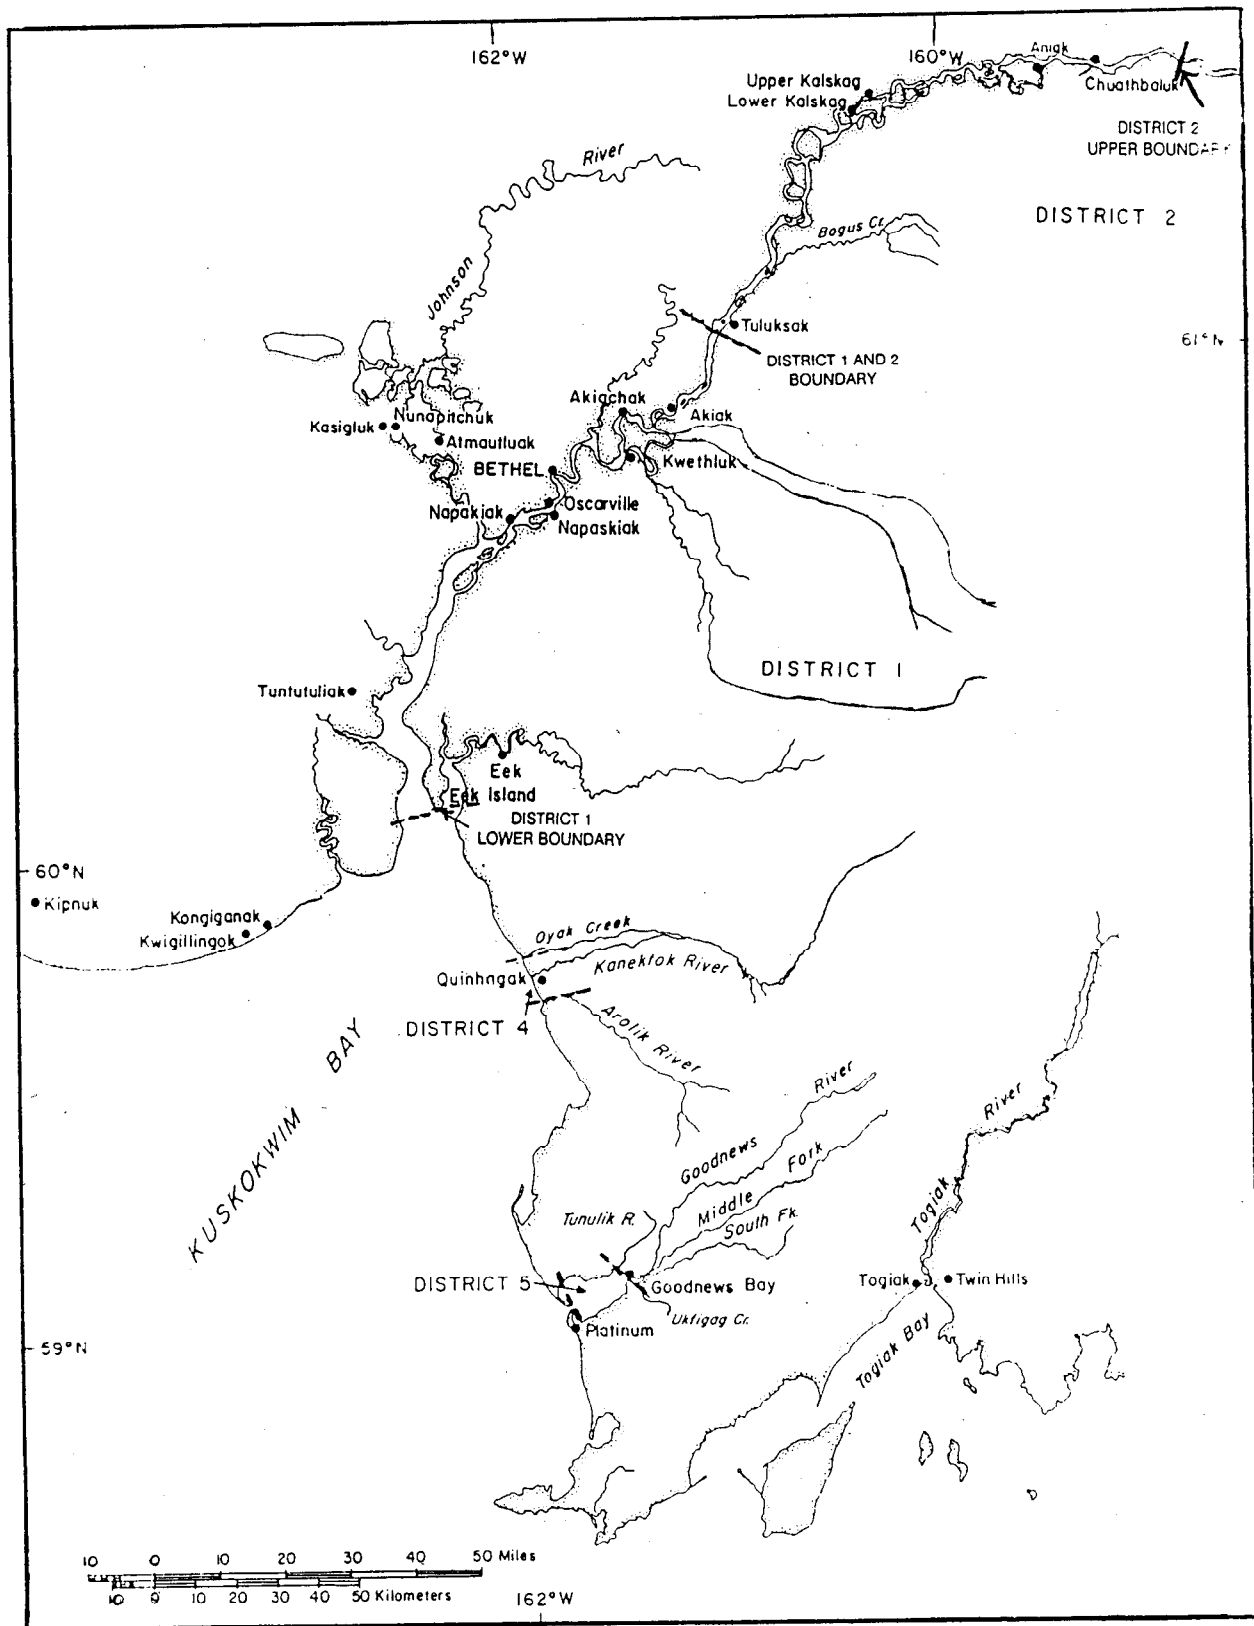 162°W
160°W
Aniak
Chuathbaluk
Upper Kalskag
Lower Kalskag
DISTRICT 2
UPPER BOUNDARY
River
DISTRICT 2
Bogus Cr.
Johnson
Tuluksak
61°N
DISTRICT 1 AND 2
BOUNDARY
Akiachak
Akiak
Nunapitchuk
Kasigluk
Atmautluak
BETHEL
Kwethluk
Oscarville
Napakiak
Napaskiak
DISTRICT 1
Tuntutuliak
Eek
Eek Island
DISTRICT 1
LOWER BOUNDARY
60°N
Kipnuk
Kongiganak
Kwigillingok
Oyak Creek
Kanektok River
Quinhagak
DISTRICT 4
Arolik River
KUSKOKWIM BAY
Goodnews River
Middle Fork
South Fk.
Tunulik R.
Togiak River
DISTRICT 5
Goodnews Bay
Togiak
Twin Hills
Ukfigag Cr.
Platinum
Togiak Bay
59°N
10 0 10 20 30 40 50 Miles
10 0 10 20 30 40 50 Kilometers
162°W